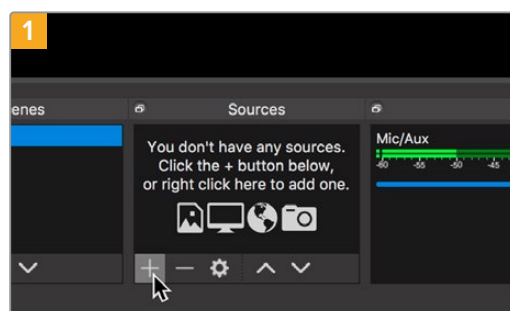 1
enes
Sources
You don't have any sources.
Click the + button below,
or right click here to add one.
Mic/Aux
-60 -55 -50 -45